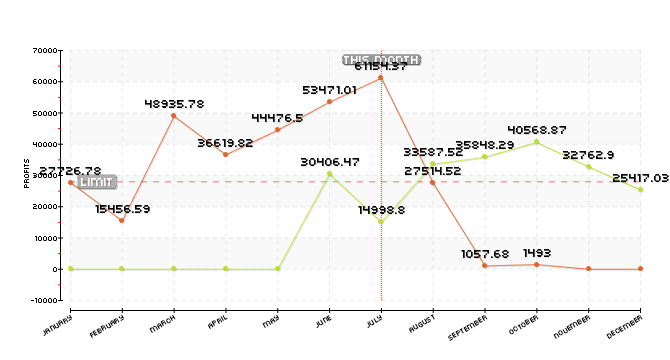 70000
THIS MONTH
61154.37
60000
53471.01
50000
48935.78
44476.5
40568.87
40000
36619.82
35848.29
33587.52
32762.9
30406.47
30000
27726.78
27514.52
25417.03
LIMIT
PROFITS
20000
15456.59
14998.8
10000
1057.68
1493
0
-10000
JANUARY
FEBRUARY
MARCH
APRIL
MAY
JUNE
JULY
AUGUST
SEPTEMBER
OCTOBER
NOVEMBER
DECEMBER